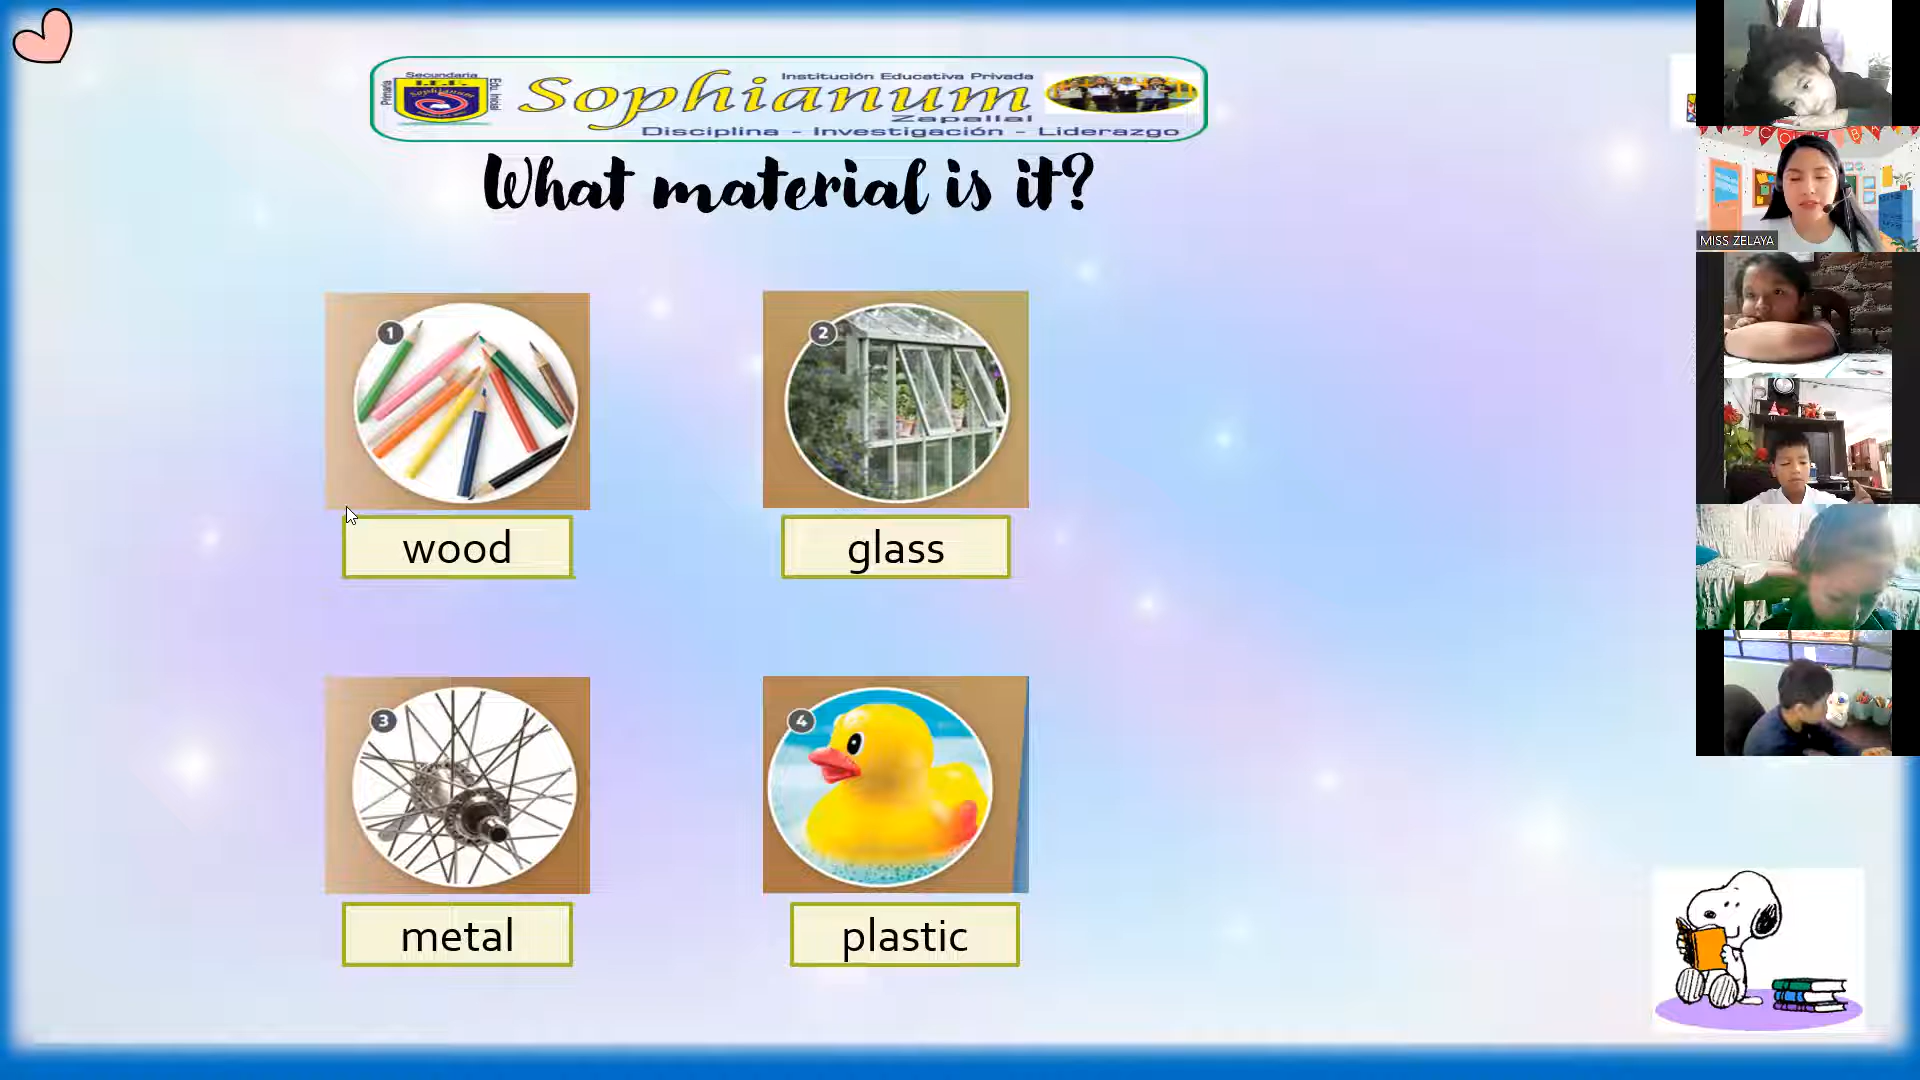 Secundaria
Primaria
I.E.P.
Sophianum
Edu. Inicial
Sophianum
Institución Educativa Privada
Zapallal
Disciplina - Investigación - Liderazgo
What material is it?
1
2
wood
glass
3
4
metal
plastic
MISS ZELAYA